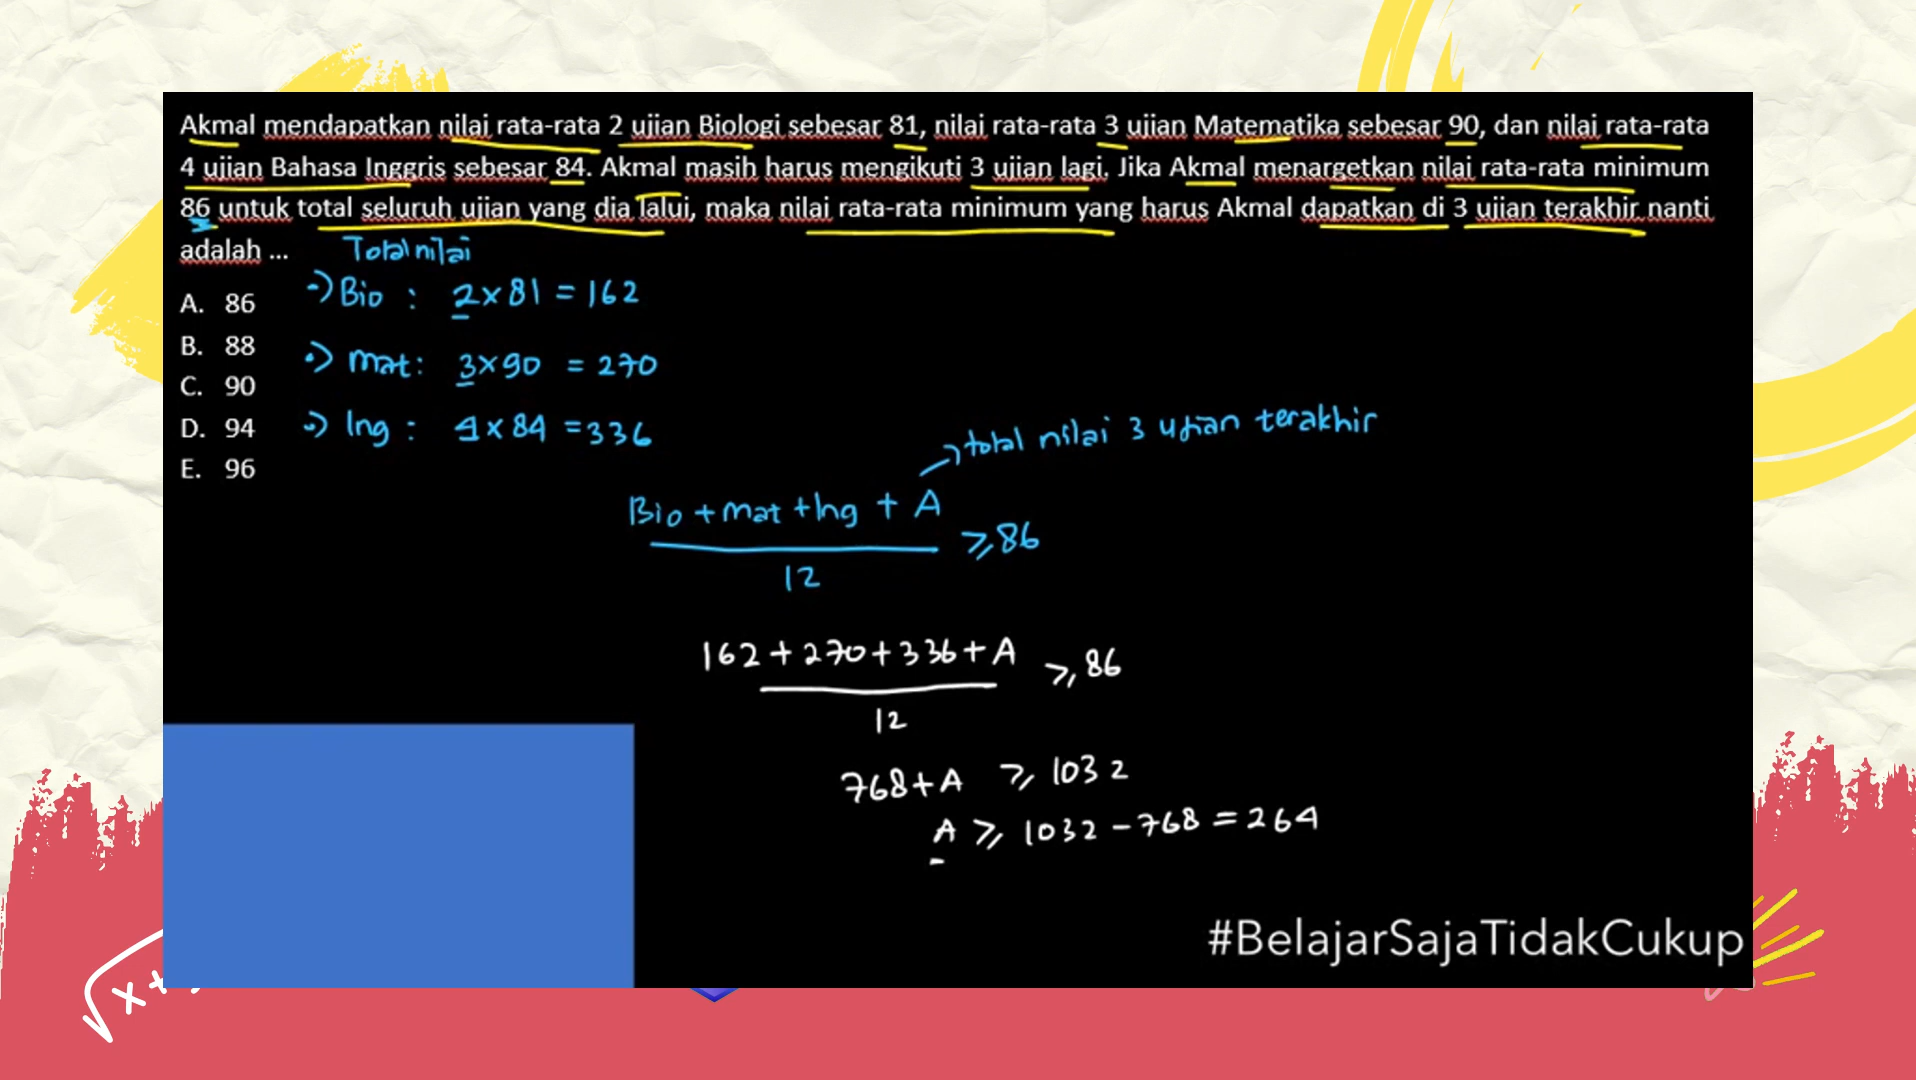 Akmal mendapatkan nilai rata-rata 2 ujian Biologi sebesar 81, nilai rata-rata 3 ujian Matematika sebesar 90, dan nilai rata-rata
4 ujian Bahasa Inggris sebesar 84. Akmal masih harus mengikuti 3 ujian lagi. Jika Akmal menargetkan nilai rata-rata minimum
86 untuk total seluruh ujian yang dia lalui, maka nilai rata-rata minimum yang harus Akmal dapatkan di 3 ujian terakhir nanti
adalah ...
Total nilai
A. 86
B. 88
C. 90
D. 94
E. 96
Bio : 2 x 81 = 162
mat : 3 x 90 = 270
Ing : 4 x 84 = 336
total nilai 3 ujian terakhir
Bio + mat + Ing + A
≥ 86
12
162 + 270 + 336 + A
≥ 86
12
768 + A ≥ 1032
A ≥ 1032 - 768 = 264
#BelajarSajaTidakCukup
x+